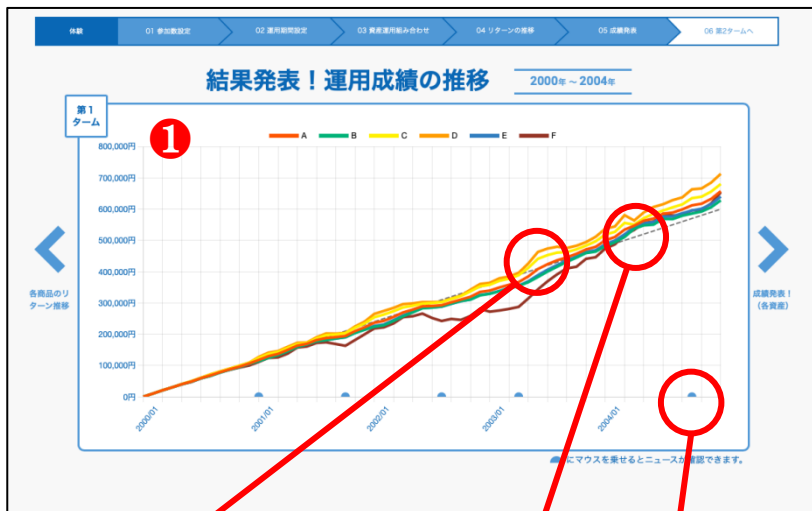 体験
01 参加数設定
02 運用期間設定
03 資産運用組み合わせ
04 リターンの推移
05 成績発表
06 第2タームへ
結果発表！運用成績の推移
2000年 ～ 2004年
第1
ターム
❶
A
B
C
D
E
F
800,000円
700,000円
600,000円
500,000円
400,000円
300,000円
200,000円
100,000円
0円
2000/01
2001/01
2002/01
2003/01
2004/01
各商品のリ
ターン推移
成績発表！
（各資産）
にマウスを乗せるとニュースが確認できます。